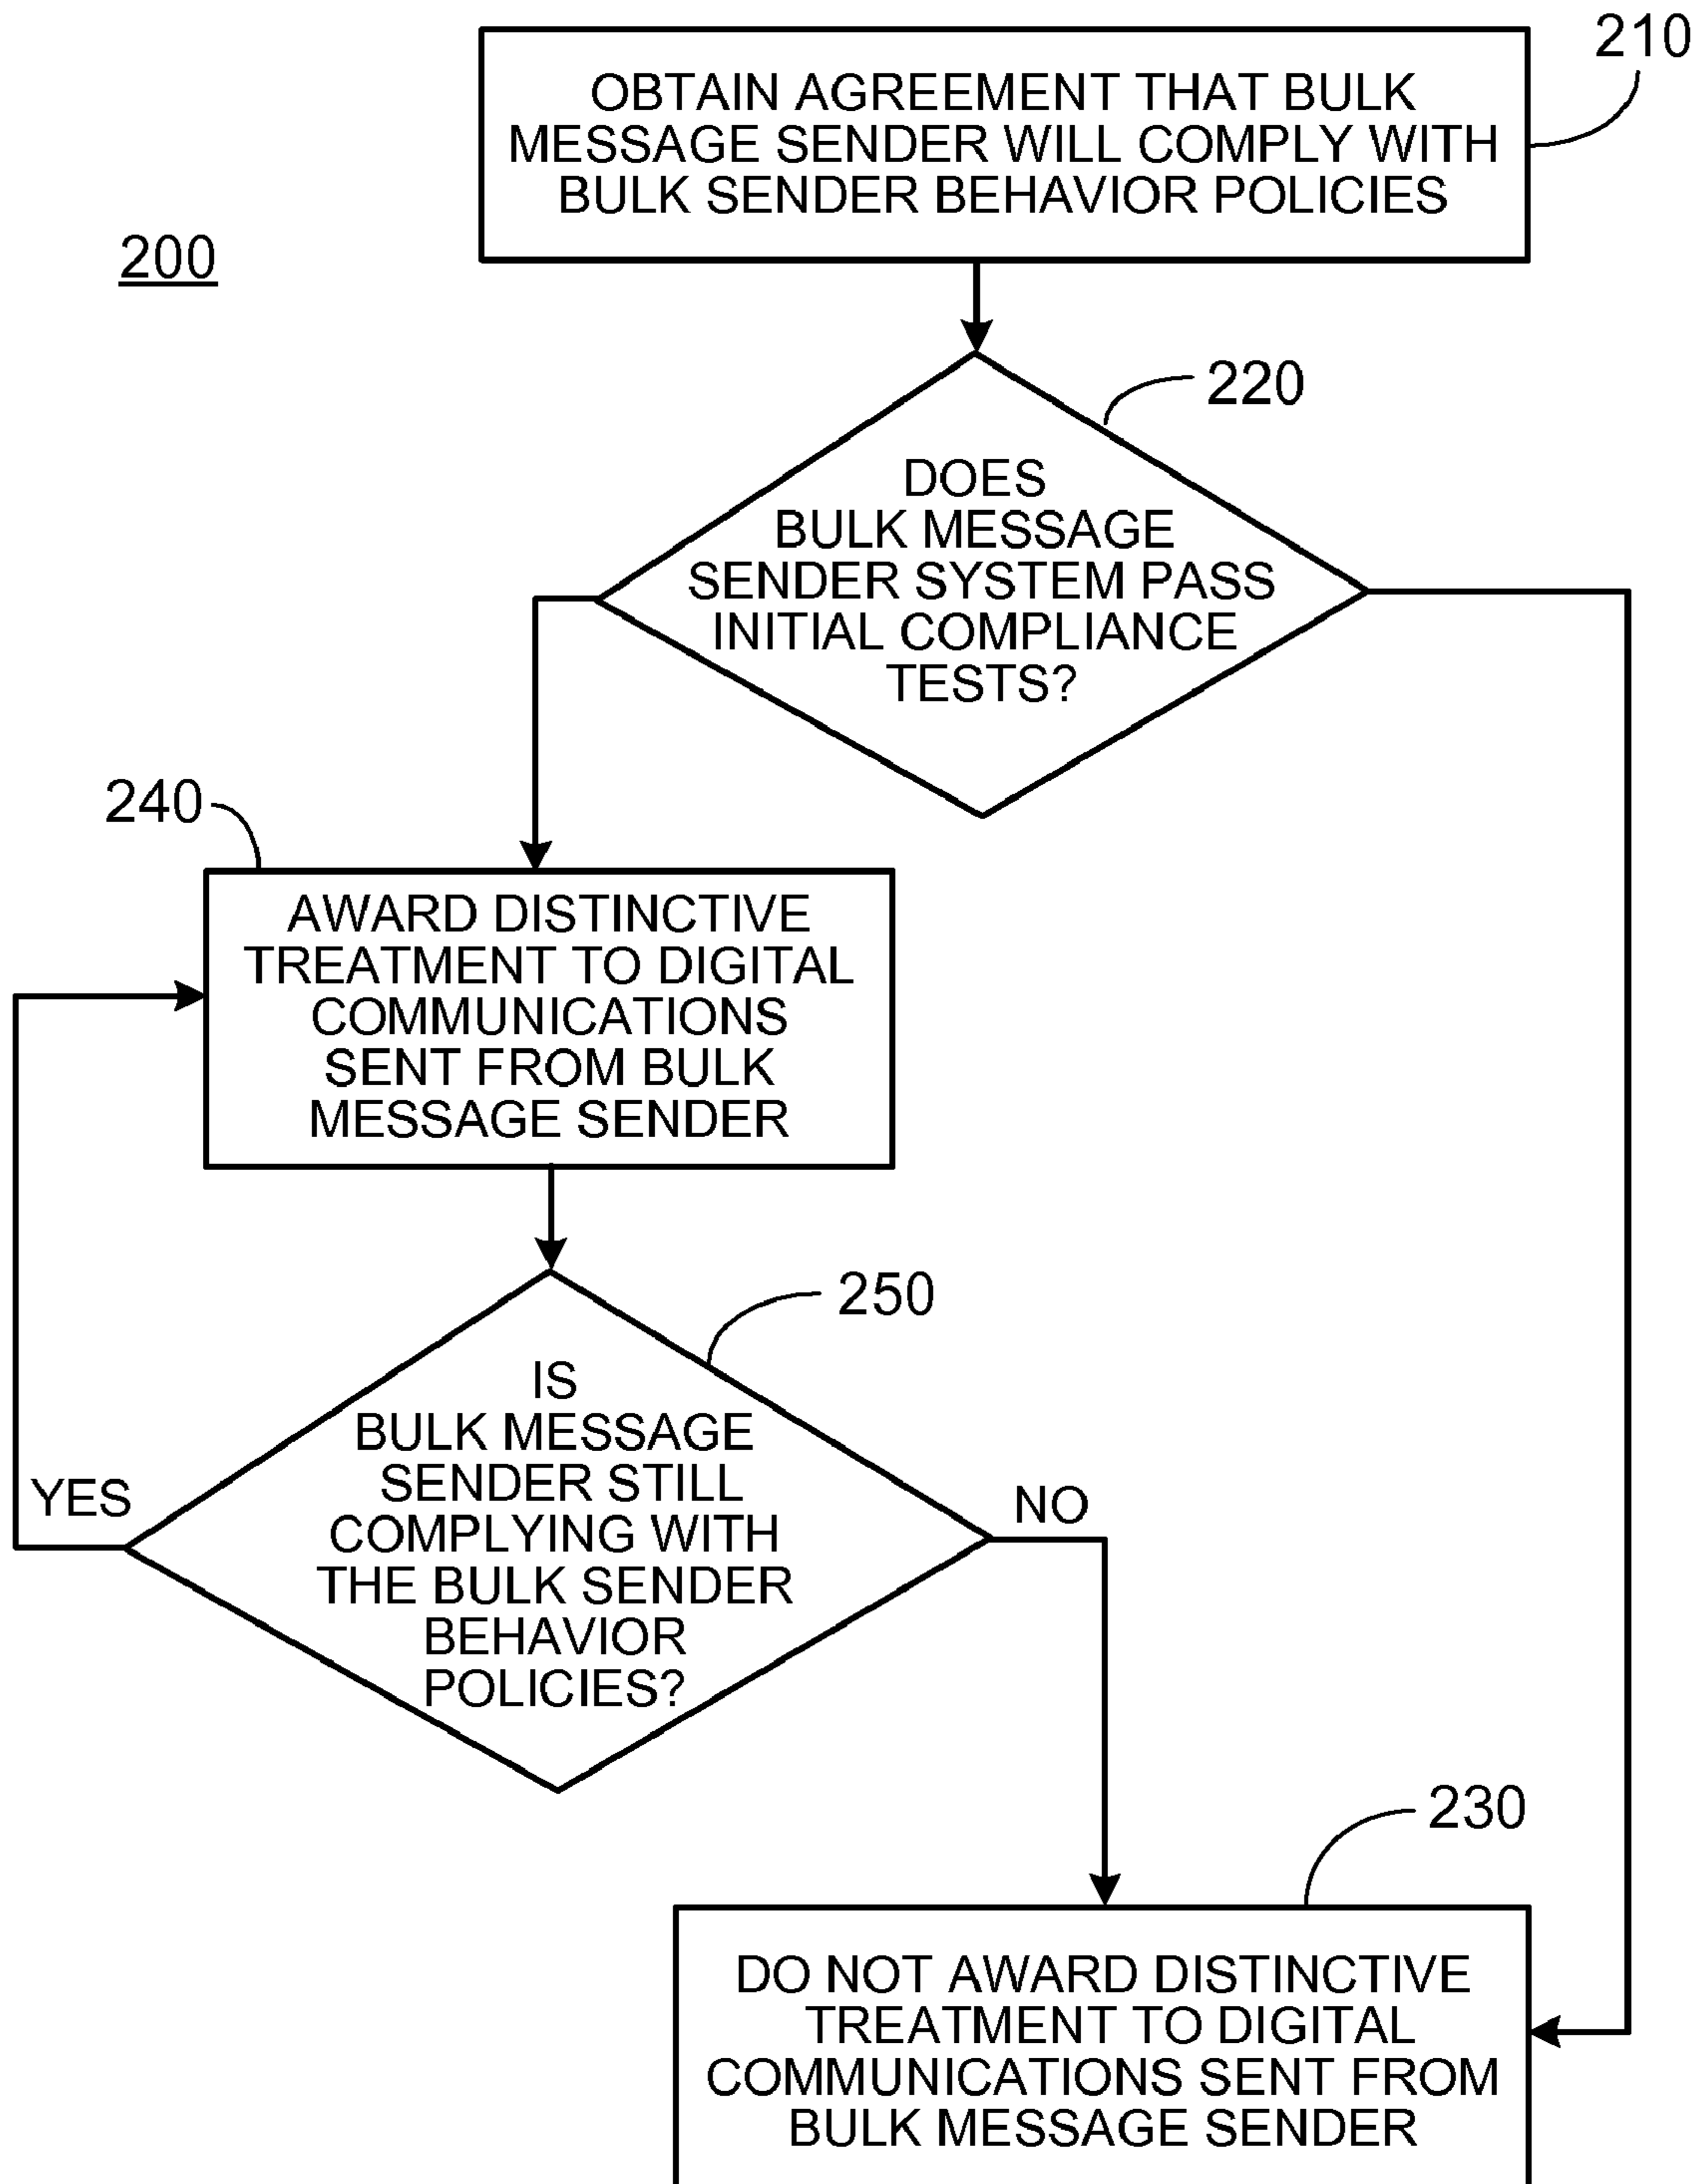 210
OBTAIN AGREEMENT THAT BULK
MESSAGE SENDER WILL COMPLY WITH
BULK SENDER BEHAVIOR POLICIES
200
220
DOES
BULK MESSAGE
SENDER SYSTEM PASS
INITIAL COMPLIANCE
TESTS?
240
AWARD DISTINCTIVE
TREATMENT TO DIGITAL
COMMUNICATIONS
SENT FROM BULK
MESSAGE SENDER
250
IS
BULK MESSAGE
SENDER STILL
COMPLYING WITH
THE BULK SENDER
BEHAVIOR
POLICIES?
YES
NO
230
DO NOT AWARD DISTINCTIVE
TREATMENT TO DIGITAL
COMMUNICATIONS SENT FROM
BULK MESSAGE SENDER